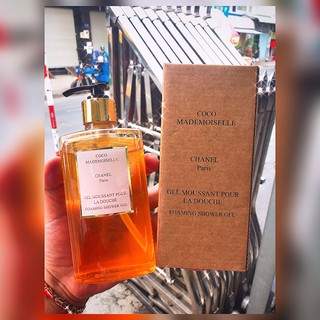 COCO
MADEMOISELLE
CHANEL
Paris
GEL MOUSSANT POUR
LA DOUCHE
FOAMING SHOWER GEL
COCO
MADEMOISELLE
CHANEL
Paris
GEL MOUSSANT POUR
LA DOUCHE
FOAMING SHOWER GEL